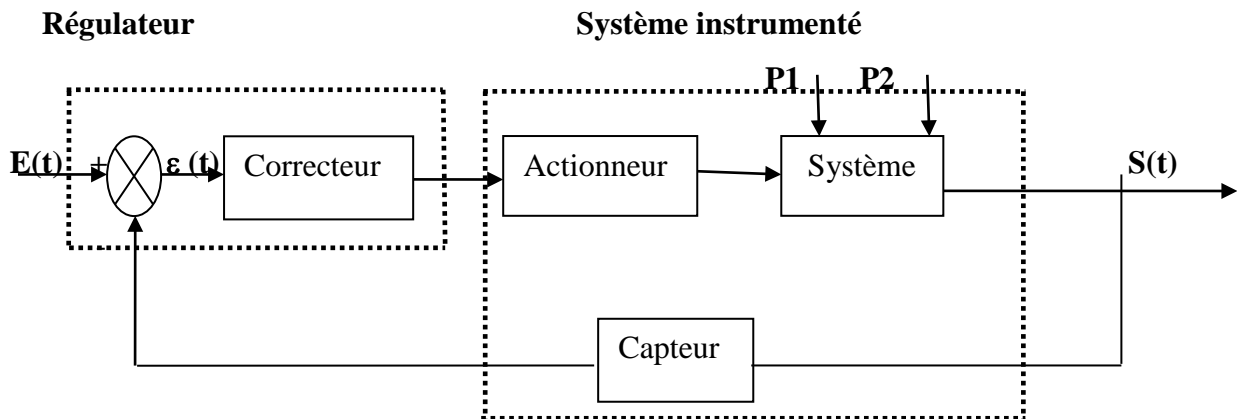 Régulateur
Système instrumenté
P1
P2
E(t)
+
ε (t)
Correcteur
Actionneur
Système
S(t)
-
Capteur